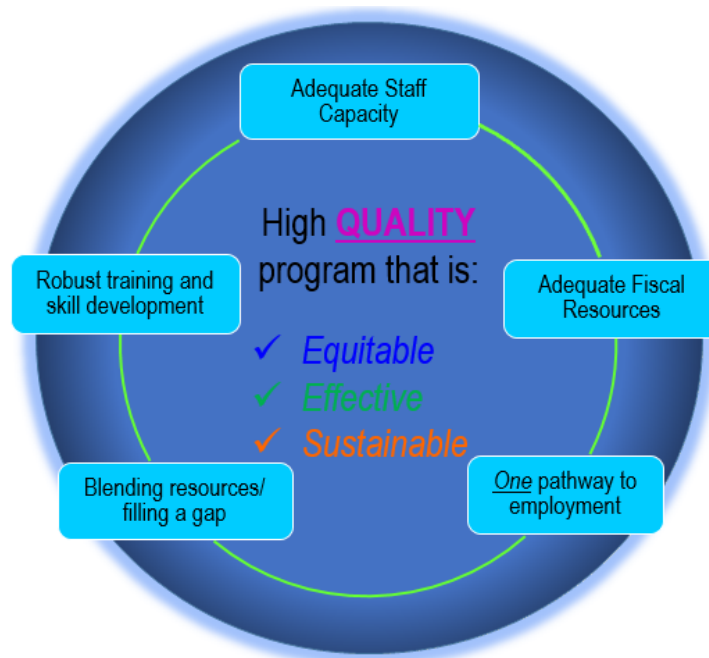 Adequate Staff
Capacity
High QUALITY
program that is:
Robust training and
skill development
Adequate Fiscal
Resources
✓ Equitable
✓ Effective
✓ Sustainable
Blending resources/
filling a gap
One pathway to
employment